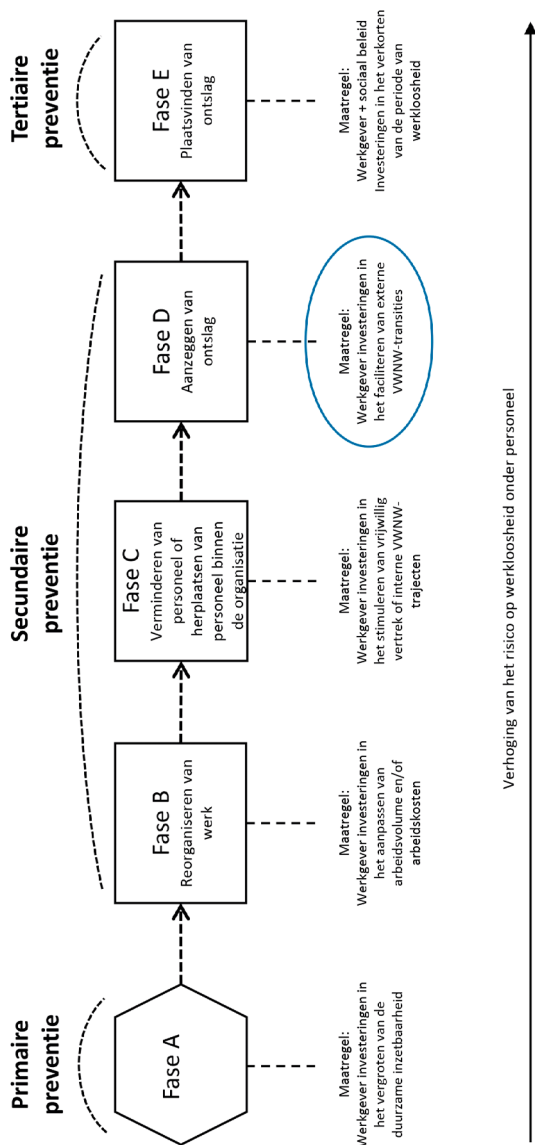 Primaire
preventie
Secundaire
preventie
Tertiaire
preventie
Fase A
Fase B
Reorganiseren van
werk
Fase C
Verminderen van
personeel of
herplaatsen van
personeel binnen
de organisatie
Fase D
Aanzeggen van
ontslag
Fase E
Plaatsvinden van
ontslag
Maatregel:
Werkgever investeringen in
het vergroten van de
duurzame inzetbaarheid
Maatregel:
Werkgever investeringen in
het aanpassen van
arbeidsvolume en/of
arbeidskosten
Maatregel:
Werkgever investeringen in
het stimuleren van vrijwillig
vertrek of interne VWNW-
trajecten
Maatregel:
Werkgever investeringen in
het faciliteren van externe
VWNW-transities
Maatregel:
Werkgever + sociaal beleid
Investeringen in het verkorten
van de periode van
werkloosheid
Verhoging van het risico op werkloosheid onder personeel